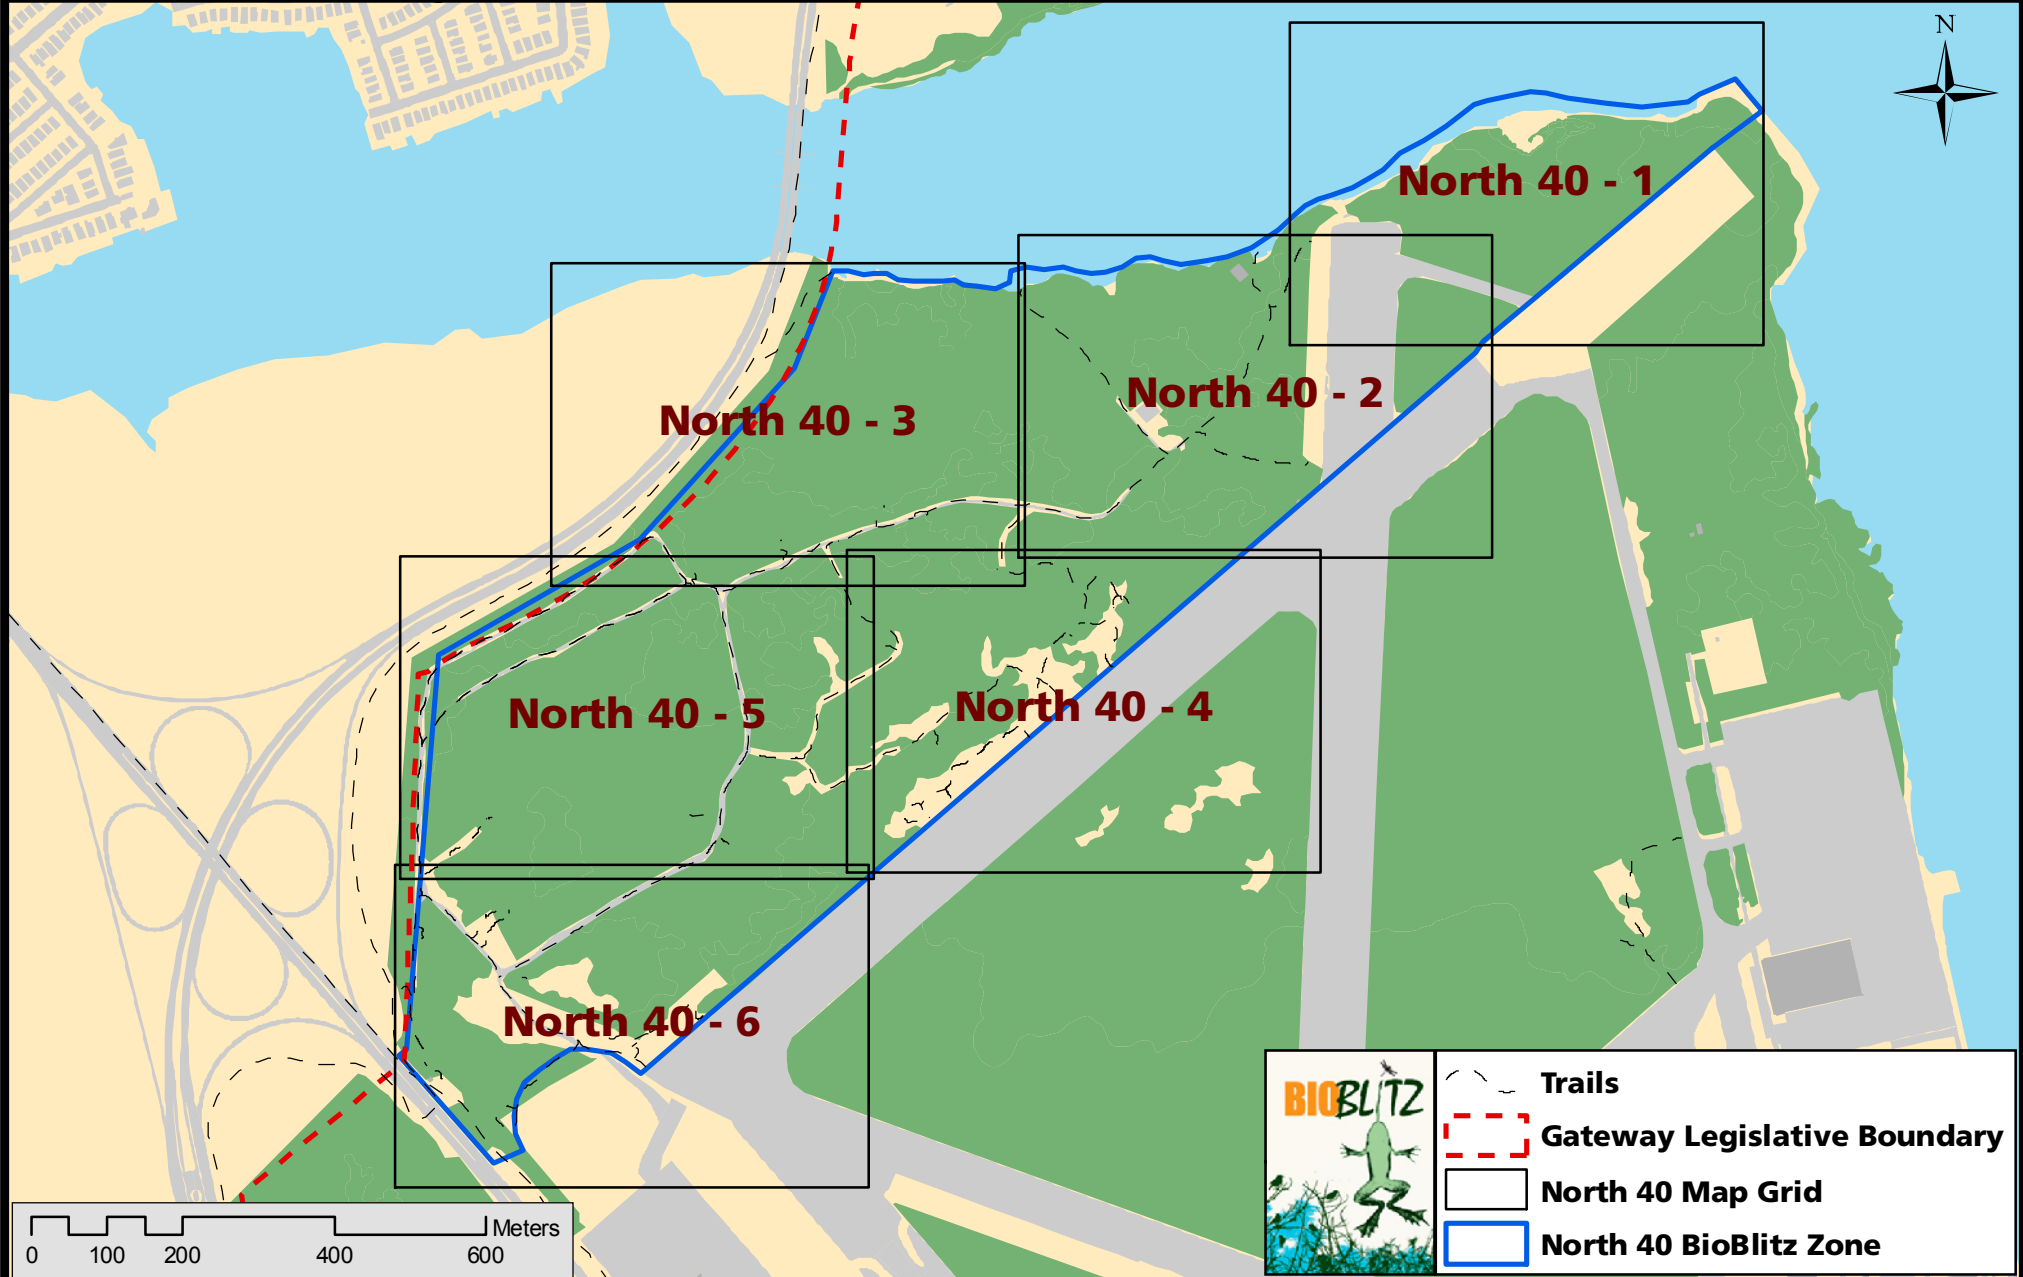 N
North 40 - 1
North 40 - 2
North 40 - 3
North 40 - 4
North 40 - 5
North 40 - 6
BIOBLITZ
Trails
Gateway Legislative Boundary
North 40 Map Grid
North 40 BioBlitz Zone
Meters
0 100 200 400 600